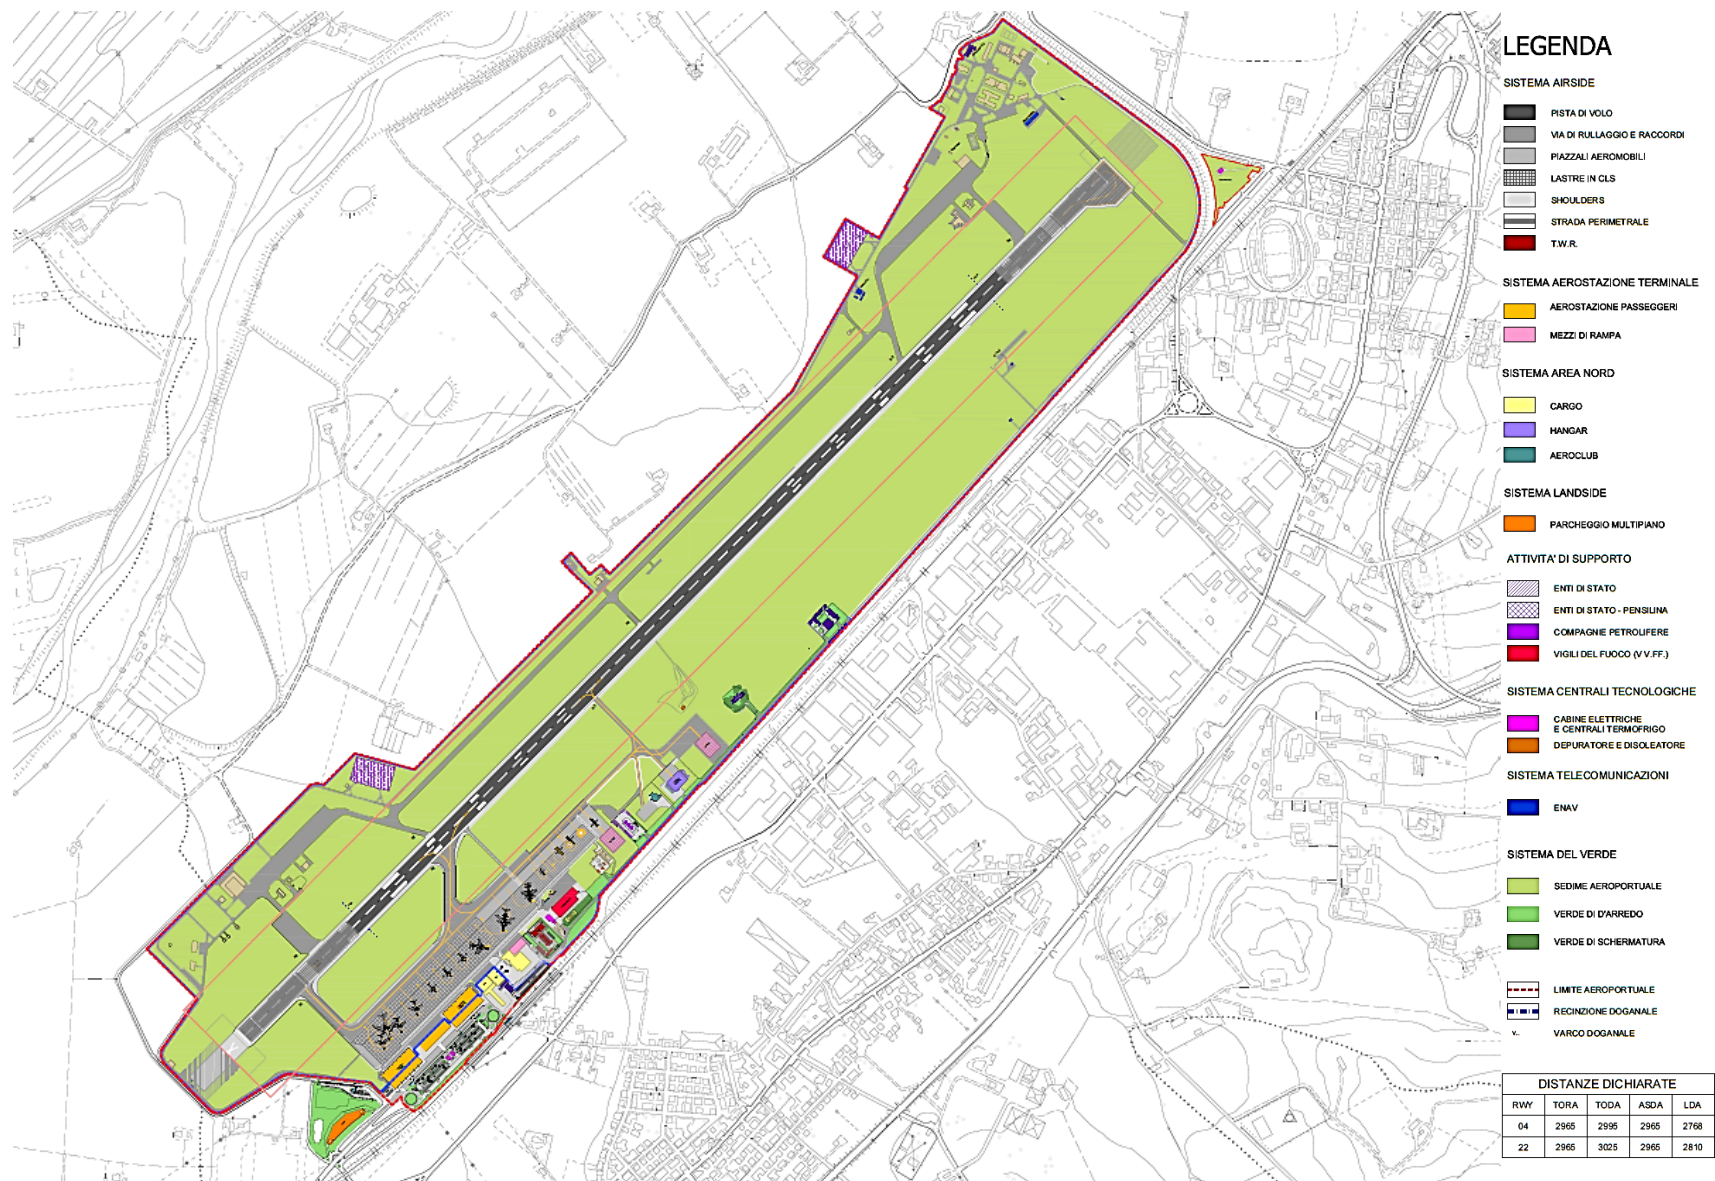 LEGENDA
SISTEMA AIRSIDE
PISTA DI VOLO
VIA DI RULLAGGIO E RACCORDI
PIAZZALI AEROMOBILI
LASTRE IN CLS
SHOULDERS
STRADA PERIMETRALE
T.W.R.
SISTEMA AEROSTAZIONE TERMINALE
AEROSTAZIONE PASSEGGERI
MEZZI DI RAMPA
SISTEMA AREA NORD
CARGO
HANGAR
AEROCLUB
SISTEMA LANDSIDE
PARCHEGGIO MULTIPIANO
ATTIVITA' DI SUPPORTO
ENTI DI STATO
ENTI DI STATO - PENSILINA
COMPAGNIE PETROLIFERE
VIGILI DEL FUOCO (VV.FF.)
SISTEMA CENTRALI TECNOLOGICHE
CABINE ELETTRICHE
E CENTRALI TERMOFRIGO
DEPURATORE E DISOLEATORE
SISTEMA TELECOMUNICAZIONI
ENAV
SISTEMA DEL VERDE
SEDIME AEROPORTUALE
VERDE DI D'ARREDO
VERDE DI SCHERMATURA
LIMITE AEROPORTUALE
RECINZIONE DOGANALE
VARCO DOGANALE
DISTANZE DICHIARATE
RWY TORA TODA ASDA LDA
04 2965 2995 2965 2768
22 2965 3025 2965 2810